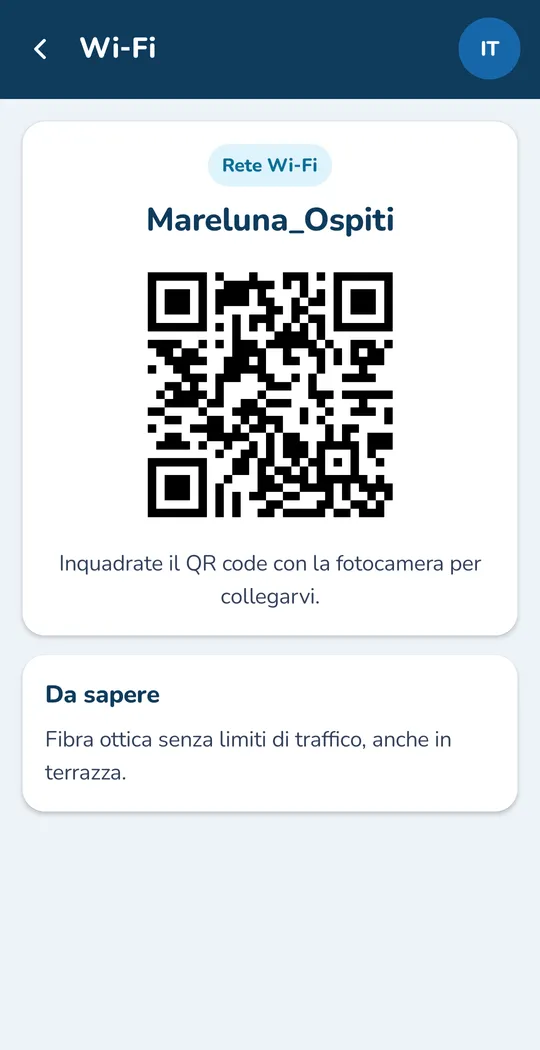 Wi-Fi
IT
Rete Wi-Fi
Mareluna_Ospiti
Inquadrate il QR code con la fotocamera per
collegarvi.
Da sapere
Fibra ottica senza limiti di traffico, anche in
terrazza.